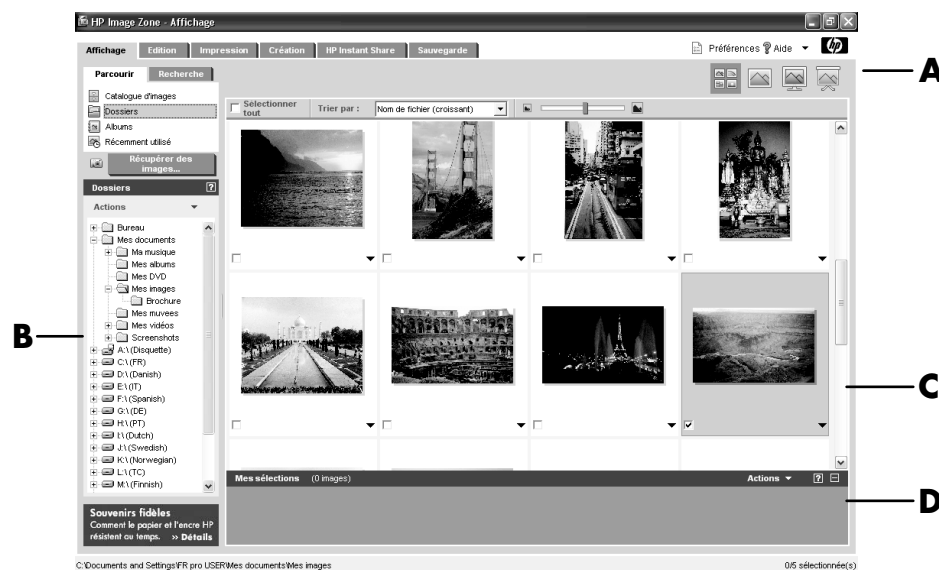 HP Image Zone - Affichage
Affichage Edition Impression Création HP Instant Share Sauvegarde
Préférences Aide
hp
A
Parcourir Recherche
Catalogue d'images
Dossiers
Albums
Récemment utilisé
Récupérer des
images...
Sélectionner
tout
Trier par : Nom de fichier (croissant)
Dossiers ?
Actions
Bureau
Mes documents
Ma musique
Mes albums
Mes DVD
Mes images
Brochure
Mes muvees
Mes vidéos
Screenshots
A:\ (Disquette)
C:\ (FR)
D:\ (Danish)
E:\ (IT)
F:\ (Spanish)
G:\ (DE)
H:\ (PT)
I:\ (Dutch)
J:\ (Swedish)
K:\ (Norwegian)
L:\ (TC)
M:\ (Finnish)
B
C
Mes sélections (0 images) Actions ?
D
Souvenirs fidèles
Comment le papier et l'encre HP
résistent au temps. >> Détails
C:\Documents and Settings\FR pro USER\Mes documents\Mes images 0/5 sélectionnée(s)